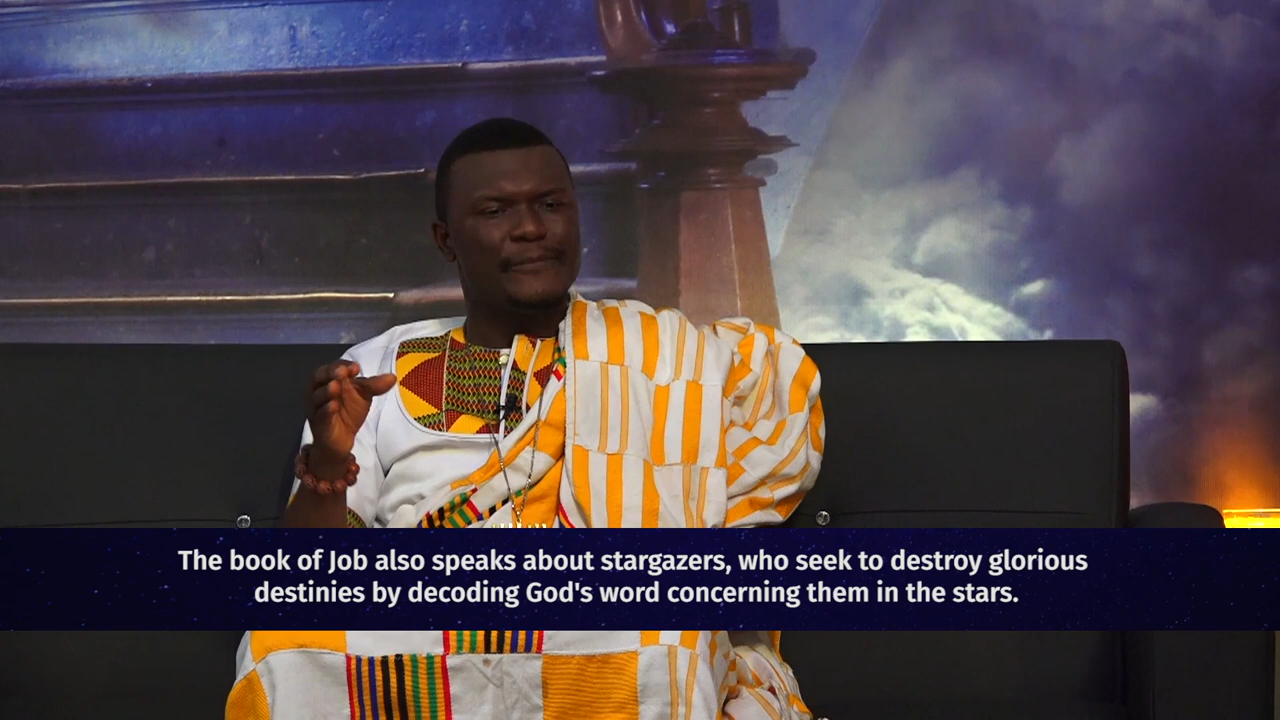 The book of Job also speaks about stargazers, who seek to destroy glorious
destinies by decoding God's word concerning them in the stars.